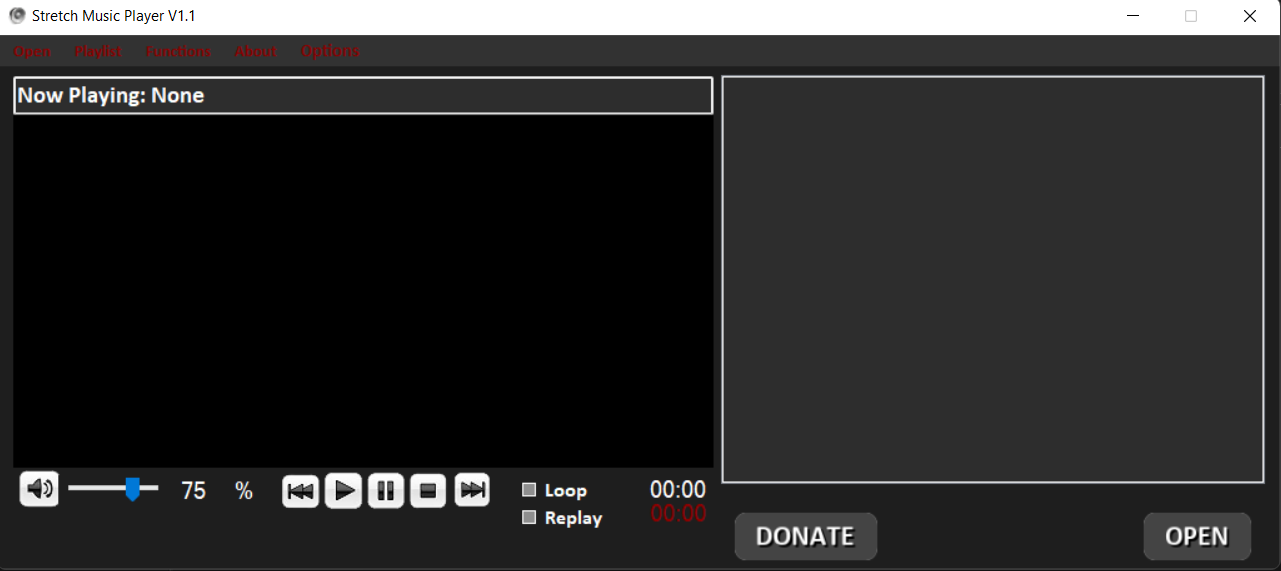 Stretch Music Player V1.1
Open Playlist Functions About Options
Now Playing: None
75 %
Loop 00:00
Replay 00:00
DONATE OPEN